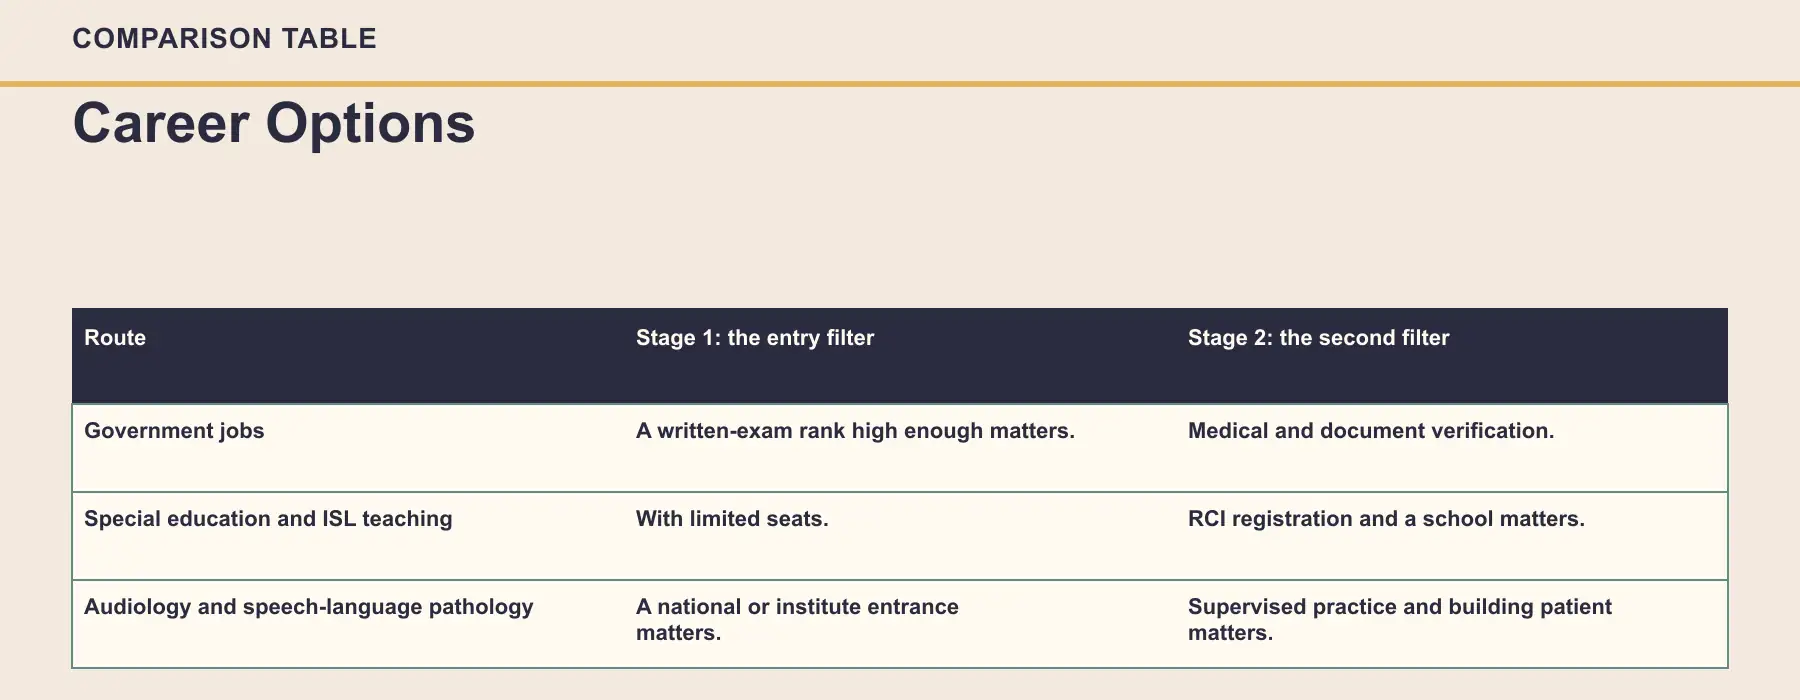 COMPARISON TABLE
Career Options
Route
Stage 1: the entry filter
Stage 2: the second filter
Government jobs
A written-exam rank high enough matters.
Medical and document verification.
Special education and ISL teaching
With limited seats.
RCI registration and a school matters.
Audiology and speech-language pathology
A national or institute entrance
matters.
Supervised practice and building patient
matters.